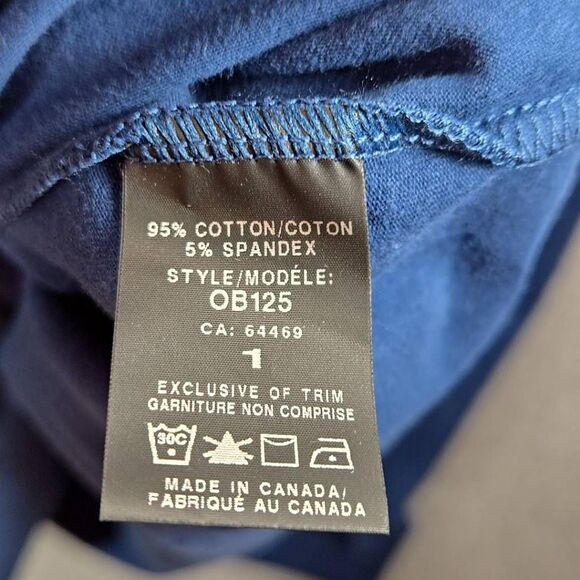 95% COTTON/COTON
5% SPANDEX
STYLE/MODÉLE:
OB125
CA: 64469
1
EXCLUSIVE OF TRIM
GARNITURE NON COMPRISE
30C
MADE IN CANADA/
FABRIQUÉ AU CANADA